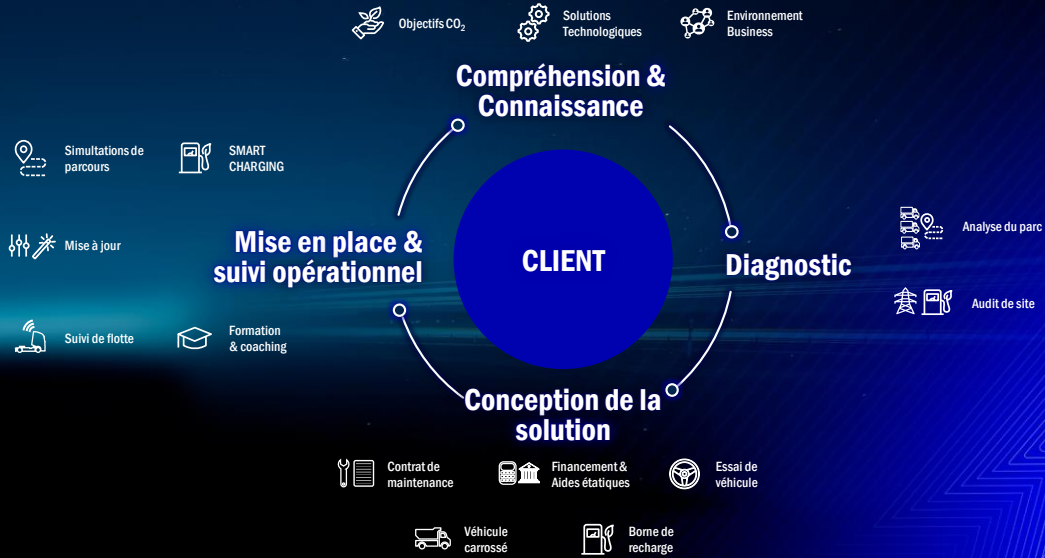 Objectifs CO₂
Solutions
Technologiques
Environnement
Business
Compréhension &
Connaissance
Simultations de
parcours
SMART
CHARGING
Mise à jour
Mise en place &
suivi opérationnel
CLIENT
Diagnostic
Analyse du parc
Audit de site
Suivi de flotte
Formation
& coaching
Conception de la
solution
Contrat de
maintenance
Financement &
Aides étatiques
Essai de
véhicule
Véhicule
carrossé
Borne de
recharge